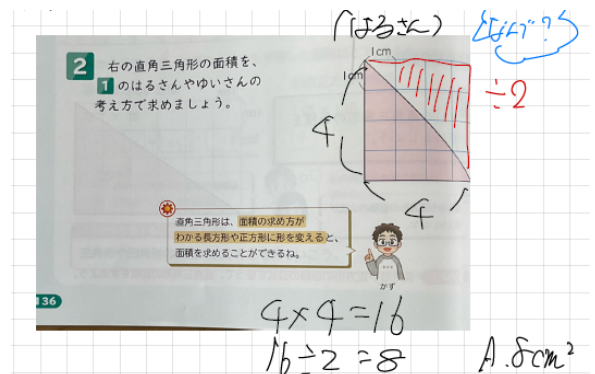 (はるさん)
(なんで?)
2 右の直角三角形の面積を、
1 のはるさんやゆいさんの
考え方で求めましょう。
1cm
1cm
÷2
4
4
直角三角形は、面積の求め方が
わかる長方形や正方形に形を変えると、
面積を求めることができるね。
かず
136
4×4=16
16÷2=8
A.8cm²